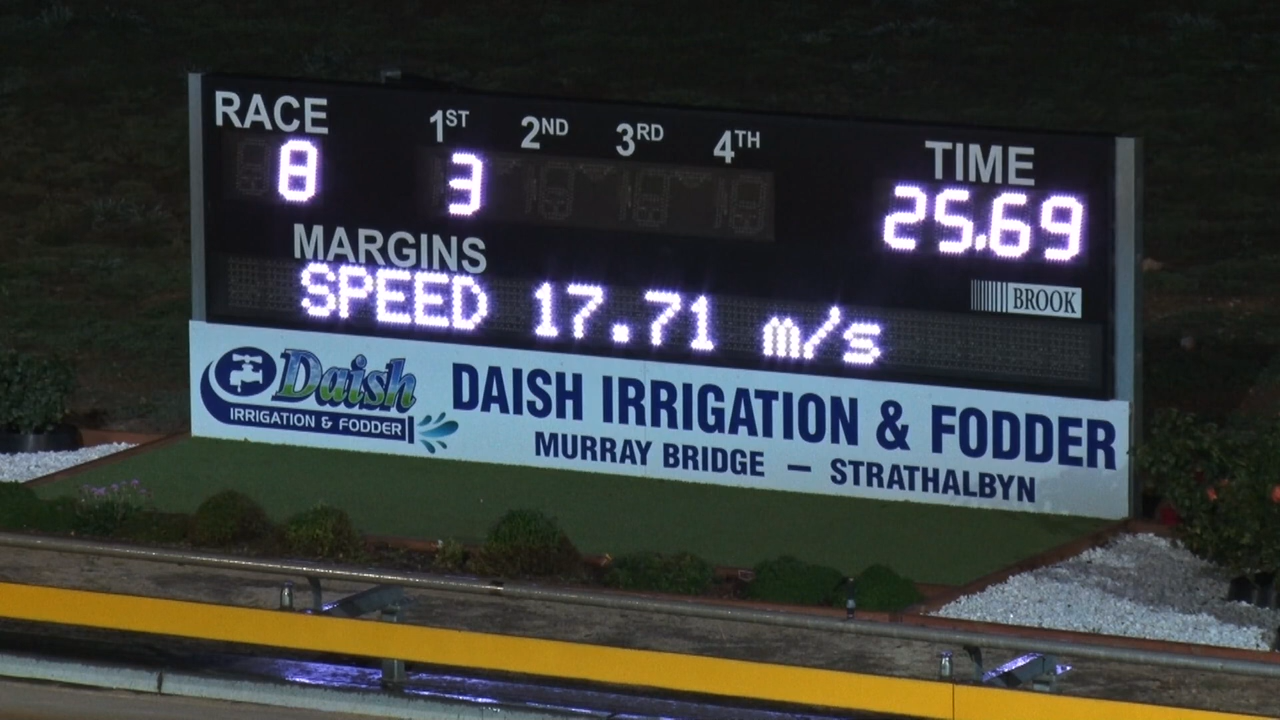 RACE 1ST 2ND 3RD 4TH TIME
8 3 25.69
MARGINS
SPEED 17.71 m/s
BROOK
Daish
IRRIGATION & FODDER
DAISH IRRIGATION & FODDER
MURRAY BRIDGE – STRATHALBYN